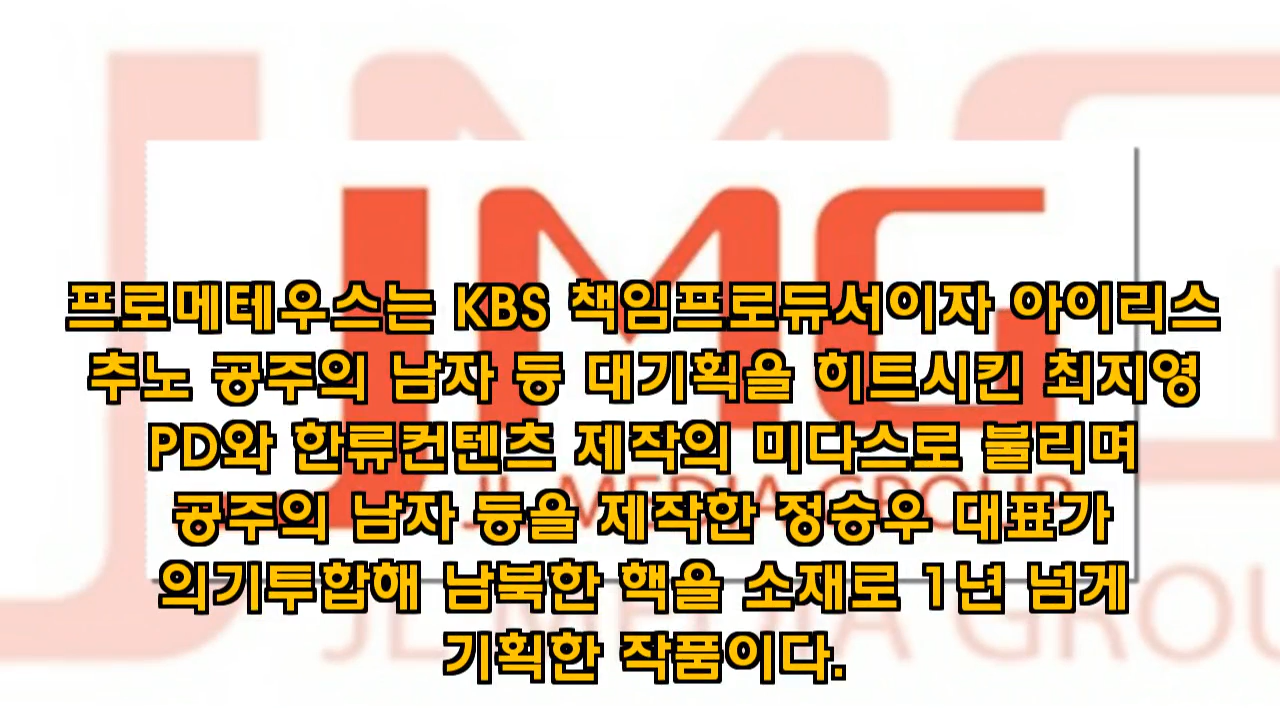 JMG
JL MEDIA GROUP
프로메테우스는 KBS 책임프로듀서이자 아이리스
추노 공주의 남자 등 대기획을 히트시킨 최지영
PD와 한류컨텐츠 제작의 미다스로 불리며
공주의 남자 등을 제작한 정승우 대표가
의기투합해 남북한 핵을 소재로 1년 넘게
기획한 작품이다.